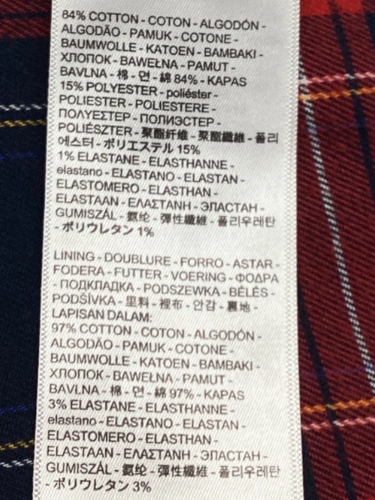 84% COTTON - COTON - ALGODÓN -
ALGODÃO - PAMUK - COTONE -
BAUMWOLLE - KATOEN - BAMBAKI -
ХЛОПОК - BAWEŁNA - PAMUT -
BAVLNA - 棉 - 면 - 綿 84% - KAPAS
15% POLYESTER - poliéster -
POLIESTER - POLIESTERE -
ΠΟΛΥΕΣΤΕΡ - ПОЛИЭСТЕР -
POLIÉSZTER - 聚酯纤维 - 聚酯纖維 - 폴리
에스터 - ポリエステル 15%
1% ELASTANE - ELASTHANNE -
elastano - ELASTANO - ELASTAN -
ELASTOMERO - ELASTHAN -
ELASTAAN - ΕΛΑΣΤΑΝΗ - ЭЛАСТАН -
GUMISZÁL - 氨纶 - 彈性纖維 - 폴리우레탄
- ポリウレタン 1%
LINING - DOUBLURE - FORRO - ASTAR -
FODERA - FUTTER - VOERING - ΦΟΔΡΑ
- ПОДКЛАДКА - PODSZEWKA - BÉLÉS -
PODŠÍVKA - 里料 - 裡布 - 안감 - 裏地 -
LAPISAN DALAM:
97% COTTON - COTON - ALGODÓN -
ALGODÃO - PAMUK - COTONE -
BAUMWOLLE - KATOEN - BAMBAKI -
ХЛОПОК - BAWEŁNA - PAMUT -
BAVLNA - 棉 - 면 - 綿 97% - KAPAS
3% ELASTANE - ELASTHANNE -
elastano - ELASTANO - ELASTAN -
ELASTOMERO - ELASTHAN -
ELASTAAN - ΕΛΑΣΤΑΝΗ - ЭЛАСТАН -
GUMISZÁL - 氨纶 - 彈性纖維 - 폴리우레탄
- ポリウレタン 3%